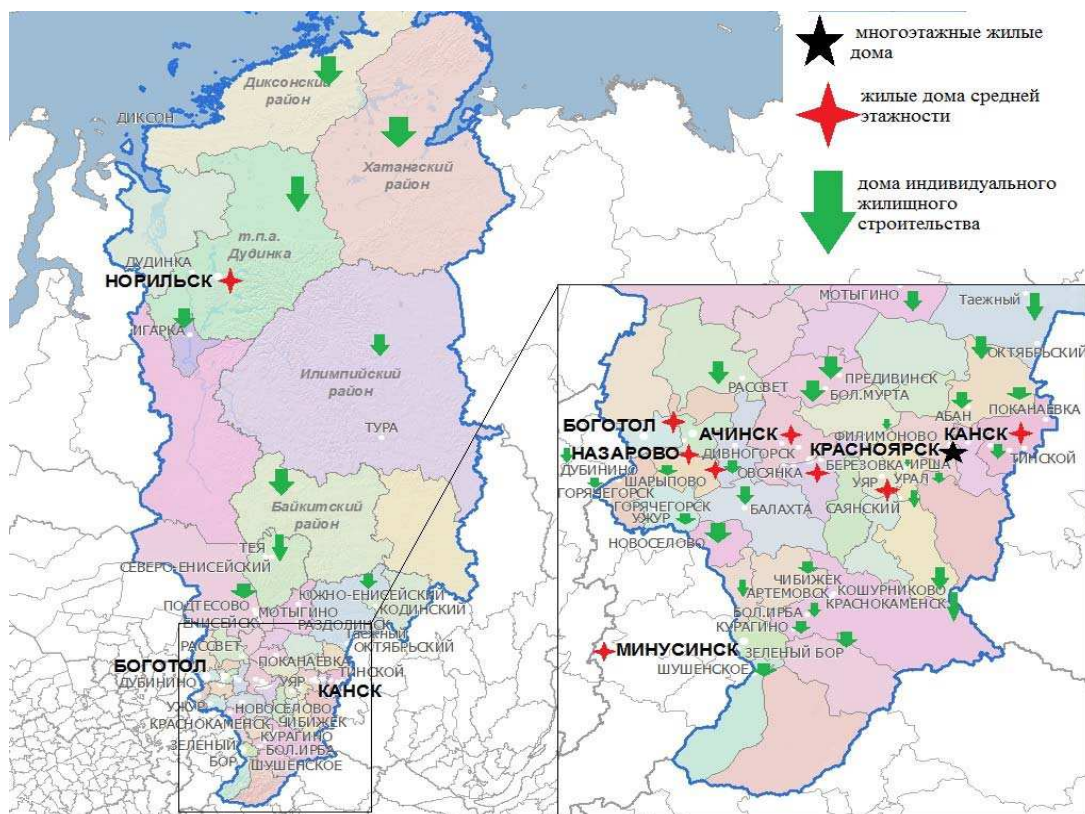 многоэтажные жилые
дома
жилые дома средней
этажности
дома индивидуального
жилищного
строительства
Диксонский
район
ДИКСОН
Хатангский
район
т.п.а.
Дудинка
ДУДИНКА
НОРИЛЬСК
ИГАРКА
Илимпийский
район
ТУРА
Байкитский
район
ТЕЯ
СЕВЕРО-ЕНИСЕЙСКИЙ
ЮЖНО-ЕНИСЕЙСКИЙ
ПОДТЕСОВО
МОТЫГИНО
КОДИНСКИЙ
ЕНИСЕЙСК
РАЗДОЛИНСК
Таежный
РАССВЕТ
ОКТЯБРЬСКИЙ
ПОКАНАЕВКА
БОГОТОЛ
ТИНСКОЙ
ДУБИНИНО
УЯР
КАНСК
УЖУР
НОВОСЕЛОВО
КРАСНОКАМЕНСК
ЧИБИЖЕК
ЗЕЛЕНЫЙ
БОР
КУРАГИНО
БОЛ.ИРБА
ШУШЕНСКОЕ
МОТЫГИНО
Таежный
ОКТЯБРЬСКИЙ
РАССВЕТ
ПРЕДИВИНСК
БОЛ.МУРТА
АБАН
ПОКАНАЕВКА
БОГОТОЛ
АЧИНСК
ФИЛИМОНОВО
КАНСК
НАЗАРОВО
ДИВНОГОРСК
КРАСНОЯРСК
ТИНСКОЙ
ДУБИНИНО
ШАРЫПОВО
ОВСЯНКА
БЕРЕЗОВКА
ИРША
УЯР
УРАЛ
ГОРЯЧЕГОРСК
ГОРЯЧЕГОРСК
УЖУР
БАЛАХТА
САЯНСКИЙ
НОВОСЕЛОВО
ЧИБИЖЕК
АРТЕМОВСК
КОШУРНИКОВО
КРАСНОКАМЕНСК
БОЛ.ИРБА
КУРАГИНО
МИНУСИНСК
ЗЕЛЕНЫЙ БОР
ШУШЕНСКОЕ